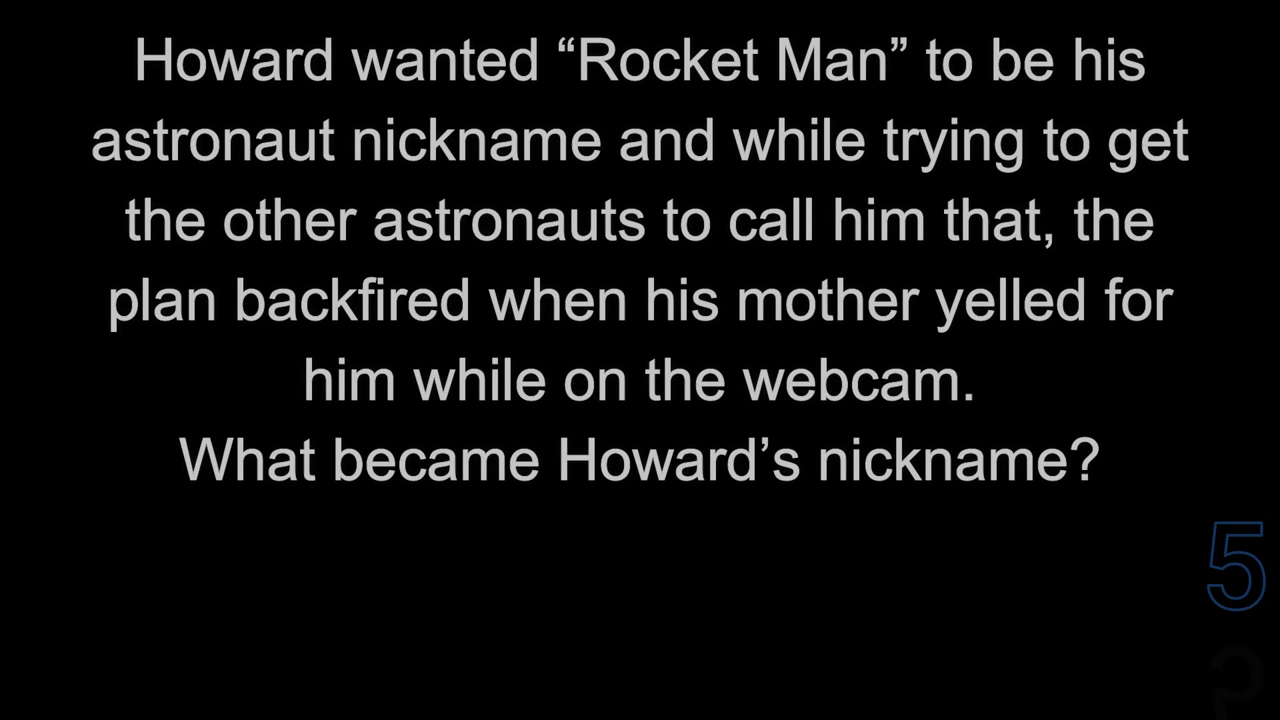 Howard wanted “Rocket Man” to be his
astronaut nickname and while trying to get
the other astronauts to call him that, the
plan backfired when his mother yelled for
him while on the webcam.
What became Howard’s nickname?
5